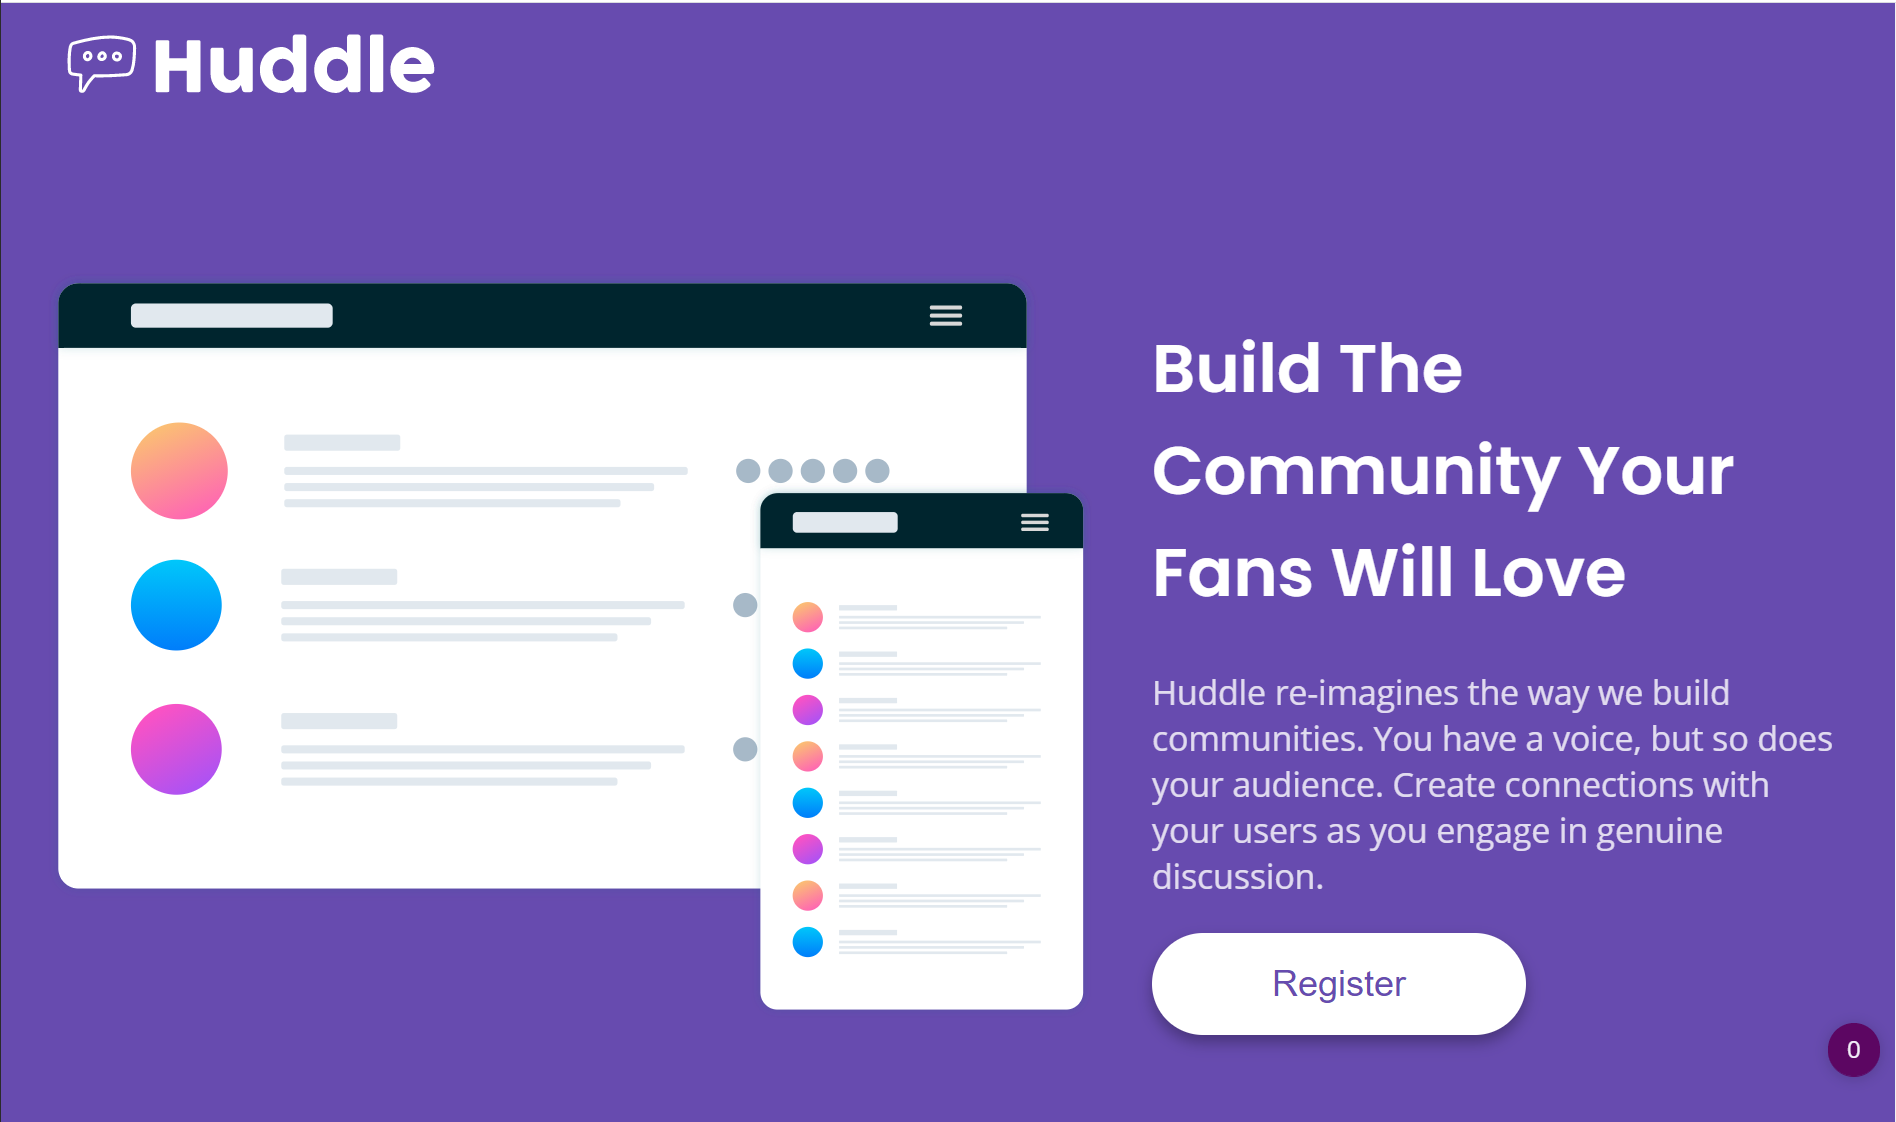 Huddle
Build The
Community Your
Fans Will Love
Huddle re-imagines the way we build
communities. You have a voice, but so does
your audience. Create connections with
your users as you engage in genuine
discussion.
Register
0